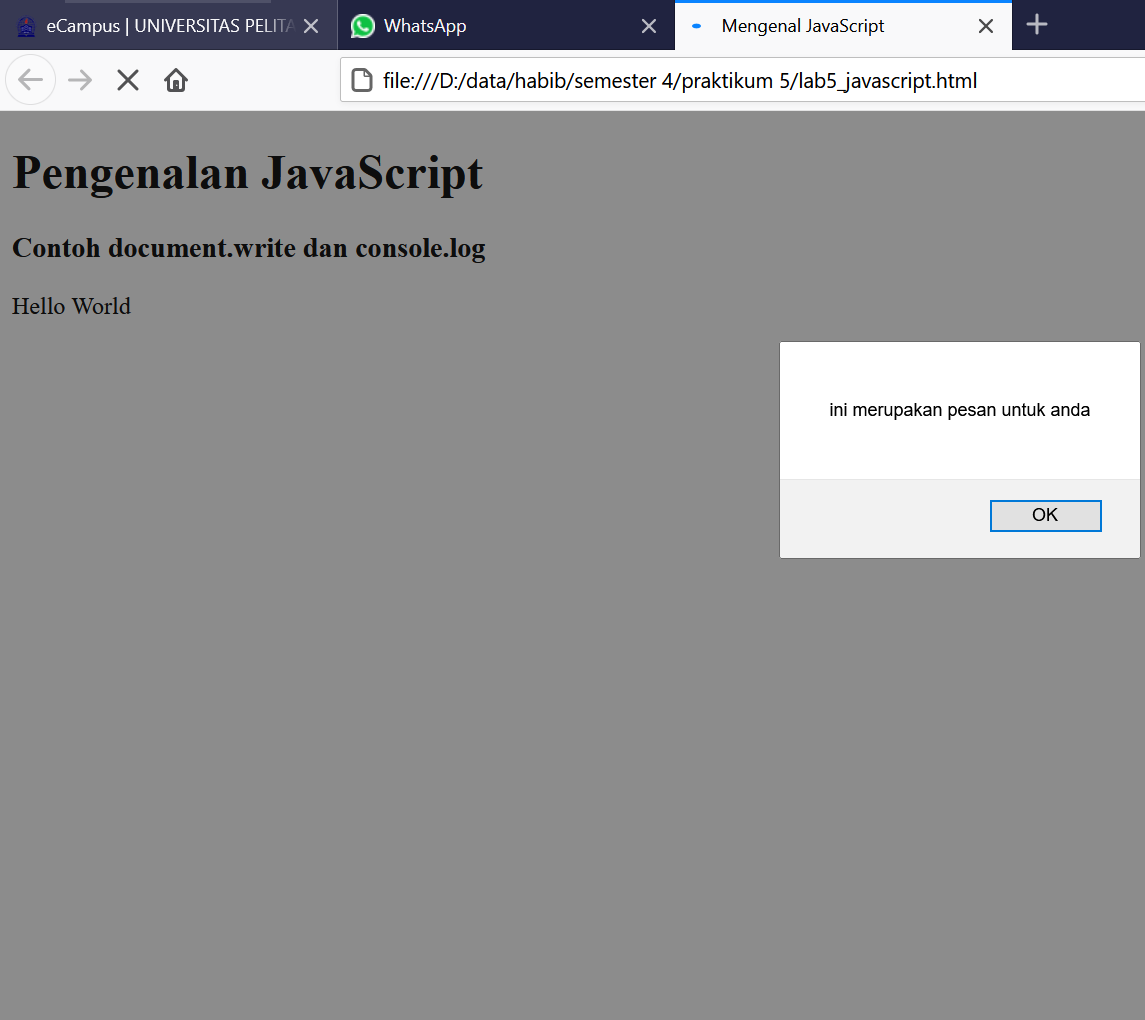 eCampus | UNIVERSITAS PELITA
WhatsApp
Mengenal JavaScript
file:///D:/data/habib/semester 4/praktikum 5/lab5_javascript.html
Pengenalan JavaScript
Contoh document.write dan console.log
Hello World
ini merupakan pesan untuk anda
OK